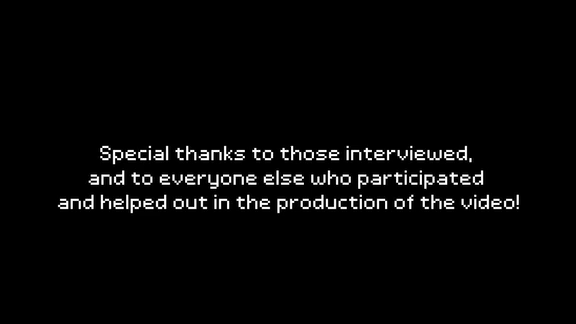 Special thanks to those interviewed,
and to everyone else who participated
and helped out in the production of the video!